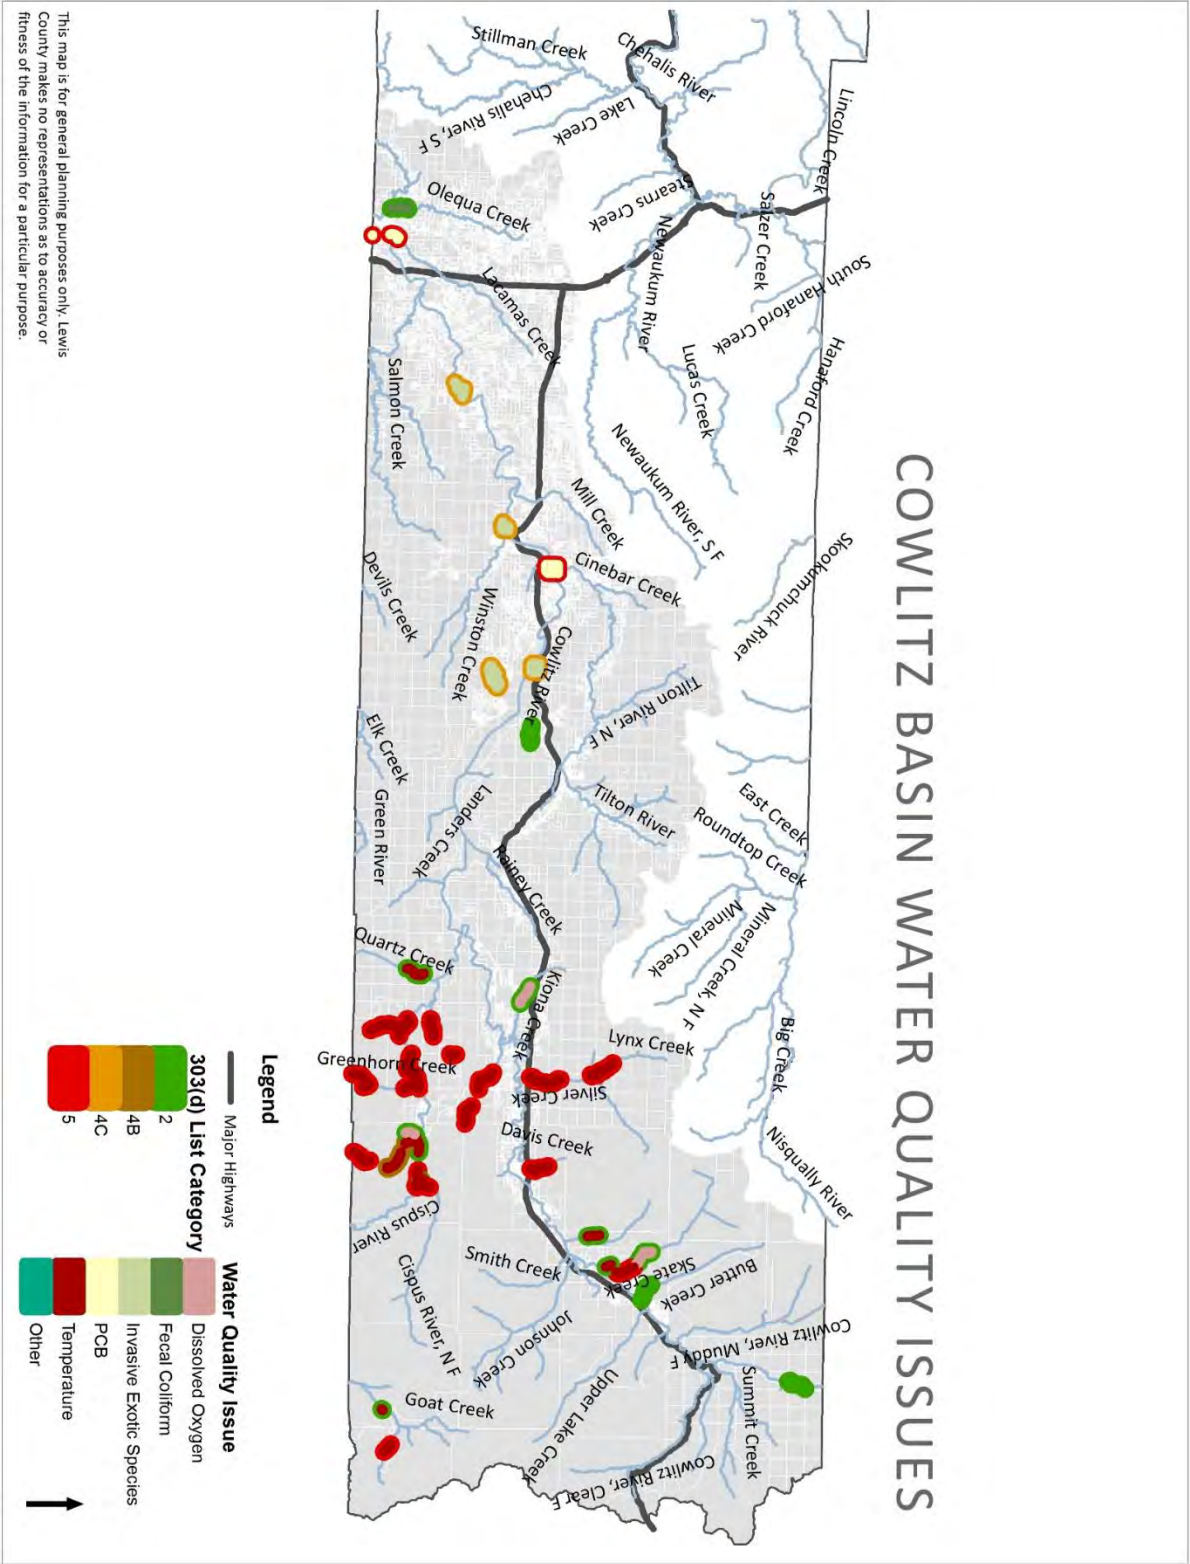 COWLITZ BASIN WATER QUALITY ISSUES
Lincoln Creek
Chehalis River
Stillman Creek
Lake Creek
Chehalis River, S F
Stearns Creek
Salzer Creek
South Hanaford Creek
Hanaford Creek
Newaukum River
Lucas Creek
Newaukum River, S F
Olequa Creek
Lacamas Creek
Salmon Creek
Mill Creek
Cinebar Creek
Skookumchuck River
Devils Creek
Winston Creek
Cowlitz River
Tilton River, N F
Tilton River
East Creek
Roundtop Creek
Elk Creek
Green River
Landers Creek
Rainey Creek
Mineral Creek
Mineral Creek, N F
Quartz Creek
Kiona Creek
Big Creek
Lynx Creek
Greenhorn Creek
Silver Creek
Davis Creek
Nisqually River
Cispus River
Cispus River, N F
Smith Creek
Skate Creek
Butter Creek
Johnson Creek
Cowlitz River, Muddy F
Upper Lake Creek
Summit Creek
Goat Creek
Cowlitz River, Clear F
Legend
Major Highways
303(d) List Category
2
4B
4C
5
Water Quality Issue
Dissolved Oxygen
Fecal Coliform
Invasive Exotic Species
PCB
Temperature
Other
This map is for general planning purposes only. Lewis
County makes no representations as to accuracy or
fitness of the information for a particular purpose.